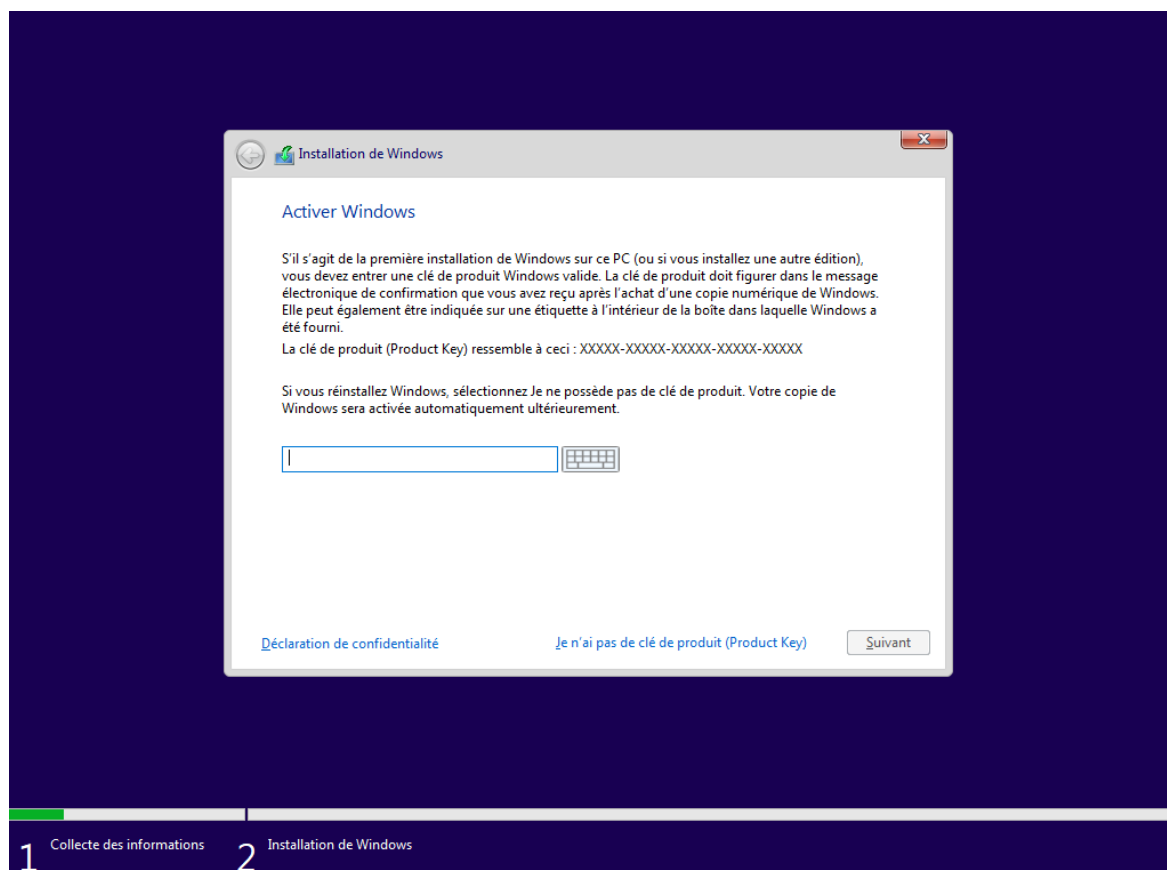 Installation de Windows
Activer Windows
S'il s'agit de la première installation de Windows sur ce PC (ou si vous installez une autre édition),
vous devez entrer une clé de produit Windows valide. La clé de produit doit figurer dans le message
électronique de confirmation que vous avez reçu après l'achat d'une copie numérique de Windows.
Elle peut également être indiquée sur une étiquette à l'intérieur de la boîte dans laquelle Windows a
été fourni.
La clé de produit (Product Key) ressemble à ceci : XXXXX-XXXXX-XXXXX-XXXXX-XXXXX
Si vous réinstallez Windows, sélectionnez Je ne possède pas de clé de produit. Votre copie de
Windows sera activée automatiquement ultérieurement.
Déclaration de confidentialité
Je n'ai pas de clé de produit (Product Key)
Suivant
1 Collecte des informations
2 Installation de Windows